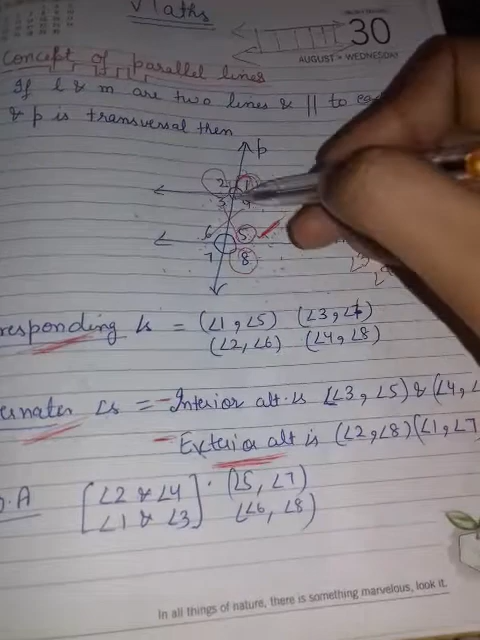 Maths
30
AUGUST • WEDNESDAY
Concept of parallel lines
If l & m are two lines & || to
& p is transversal then
p
2 1
3 4
6 5
7 8
responding ∠s = (∠1, ∠5) (∠3, ∠
(∠2, ∠6) (∠4, ∠8)
ernates ∠s = - Interior alt. ∠s (∠3, ∠5) & (∠4,
- Exterior alt ∠s (∠2, ∠8) (∠1, ∠7
O.A [∠2 & ∠4 (∠5, ∠7)
∠1 & ∠3] (∠6, ∠8)
In all things of nature, there is something marvelous, look it.